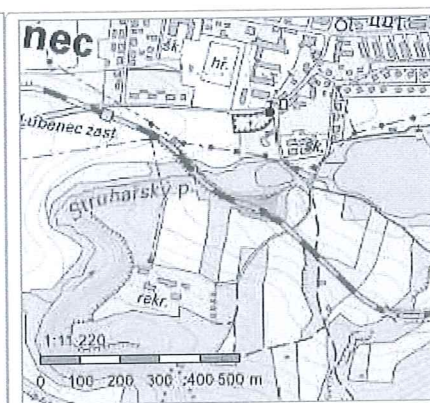 nec
šk.
hř.
Lubenec zast.
šk.
Struhařský p.
rekr.
1:11 220
0 100 200 300 400 500 m